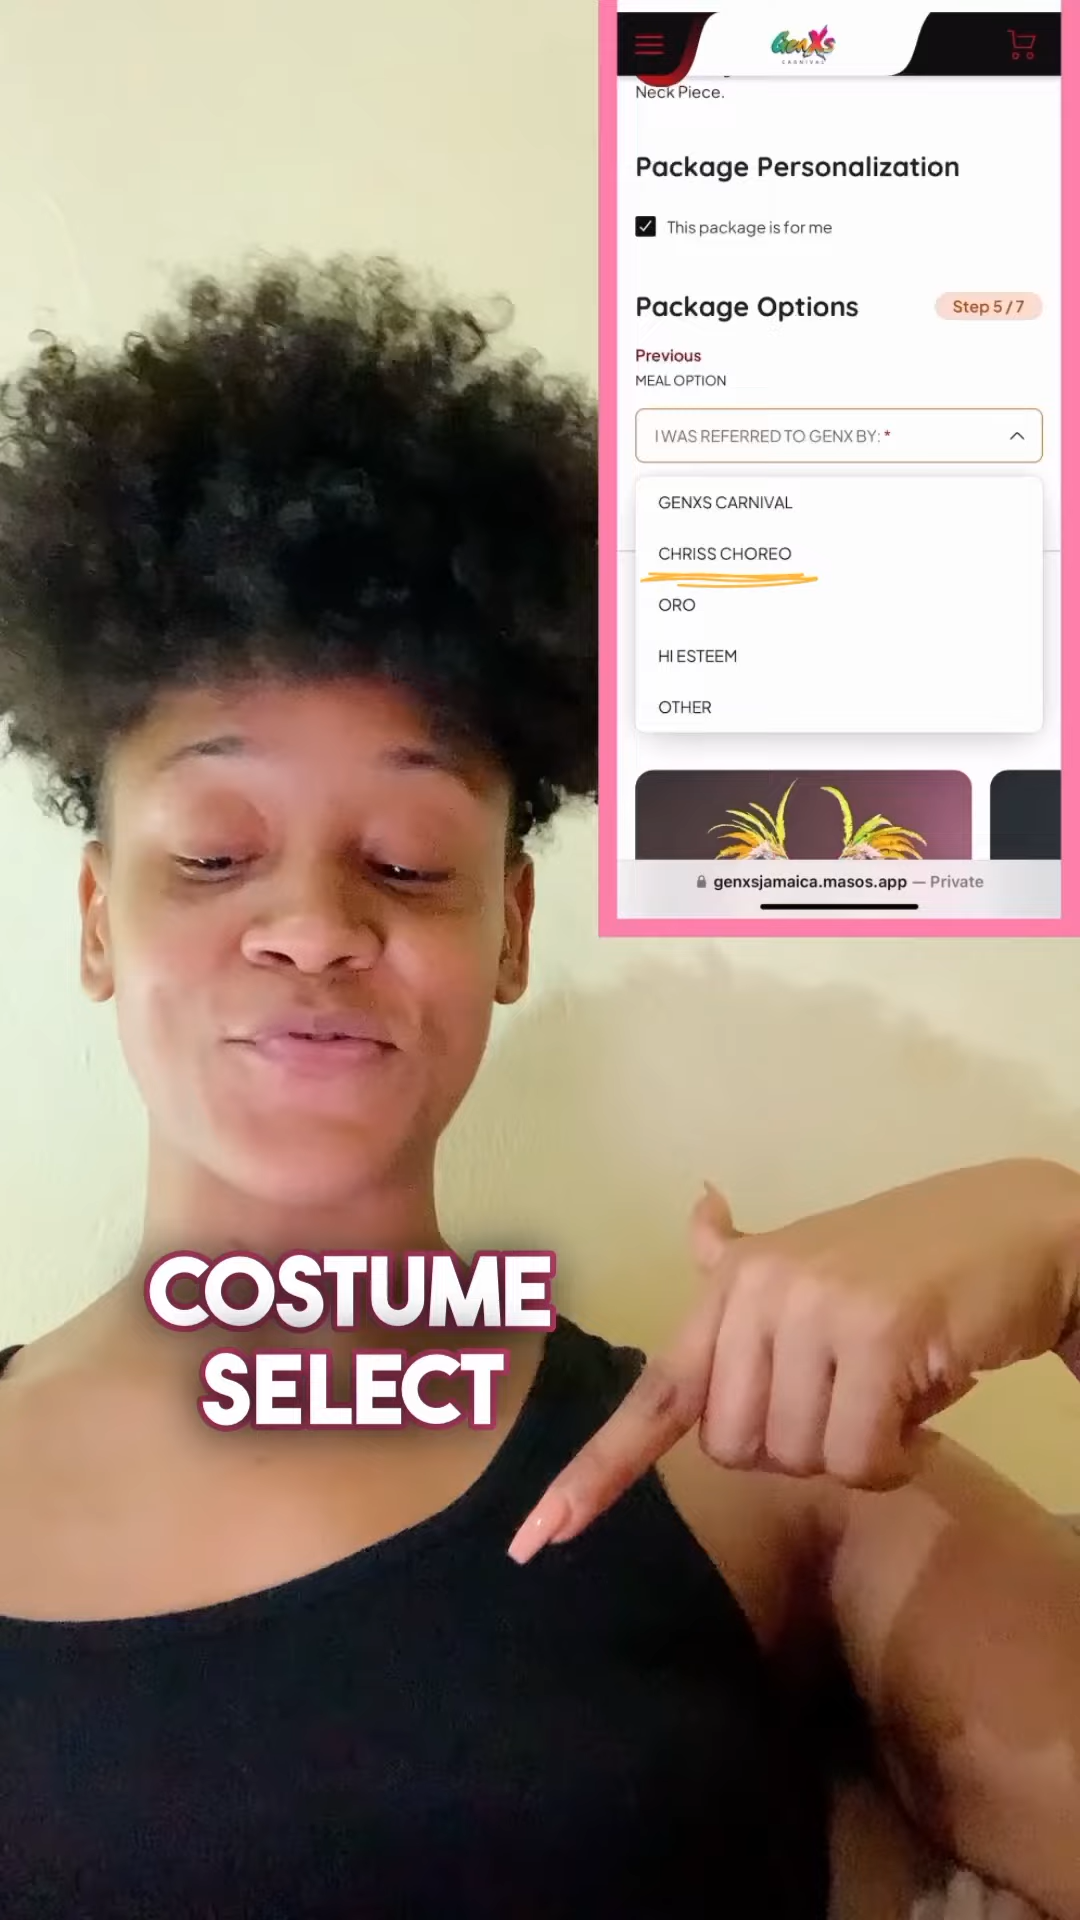 GenXs
CARNIVAL
Neck Piece.
Package Personalization
This package is for me
Package Options
Step 5 / 7
Previous
MEAL OPTION
I WAS REFERRED TO GENX BY: *
GENXS CARNIVAL
CHRISS CHOREO
ORO
HI ESTEEM
OTHER
genxsjamaica.masos.app — Private
COSTUME
SELECT